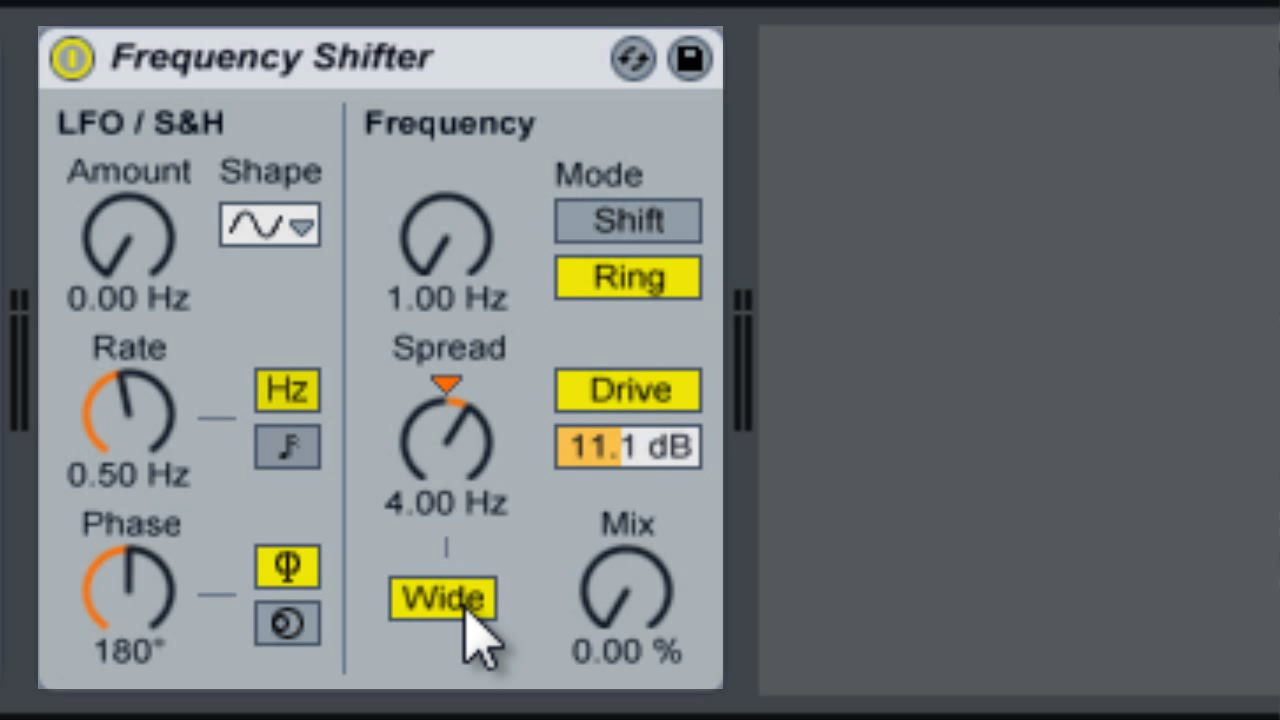 Frequency Shifter
LFO / S&H
Frequency
Amount
Shape
Mode
Shift
Ring
0.00 Hz
1.00 Hz
Rate
Spread
Hz
Drive
11.1 dB
0.50 Hz
4.00 Hz
Phase
Mix
Φ
Wide
180°
0.00 %